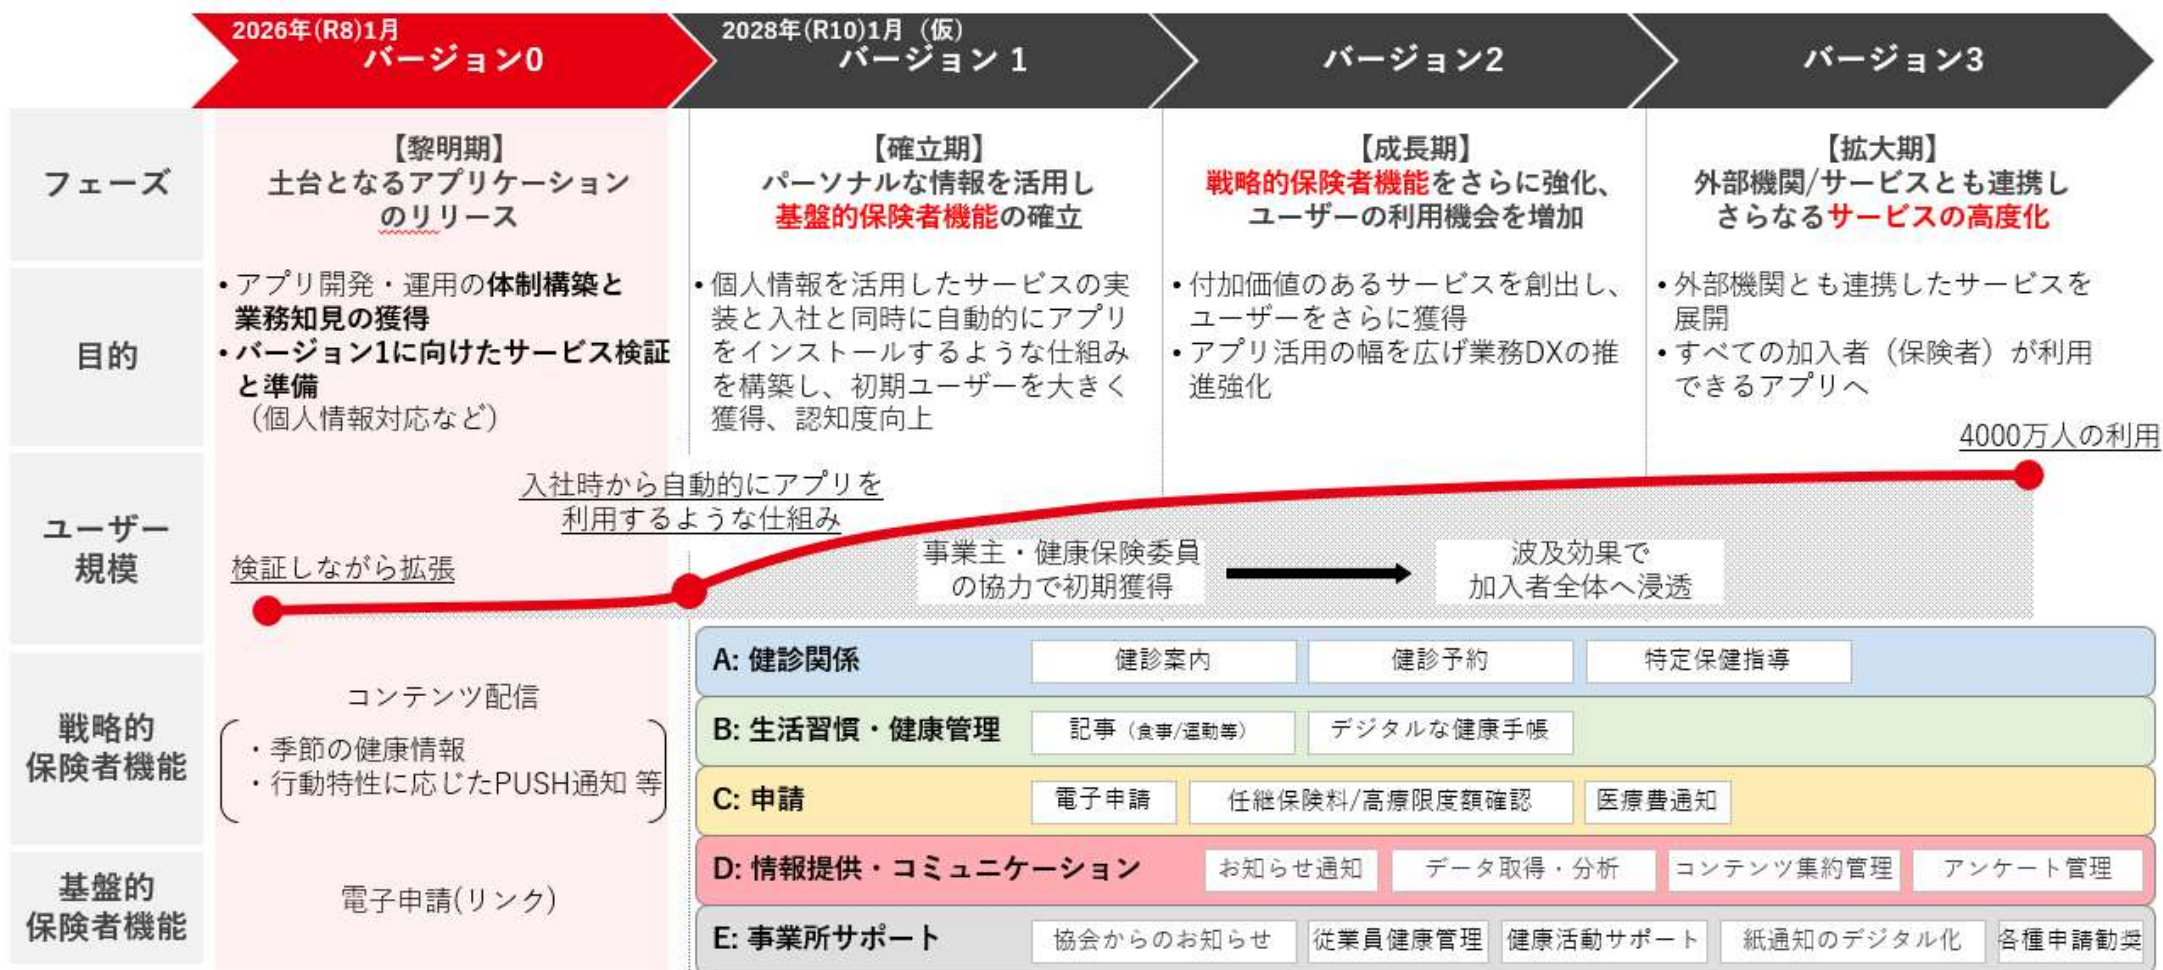 2026年(R8)1月
バージョン0
2028年(R10)1月（仮）
バージョン 1
バージョン2
バージョン3
フェーズ
【黎明期】
土台となるアプリケーション
のリリース
【確立期】
パーソナルな情報を活用し
基盤的保険者機能の確立
【成長期】
戦略的保険者機能をさらに強化、
ユーザーの利用機会を増加
【拡大期】
外部機関/サービスとも連携し
さらなるサービスの高度化
目的
・アプリ開発・運用の体制構築と
業務知見の獲得
・バージョン1に向けたサービス検証
と準備
（個人情報対応など）
・個人情報を活用したサービスの実
装と入社と同時に自動的にアプリ
をインストールするような仕組み
を構築し、初期ユーザーを大きく
獲得、認知度向上
・付加価値のあるサービスを創出し、
ユーザーをさらに獲得
・アプリ活用の幅を広げ業務DXの推
進強化
・外部機関とも連携したサービスを
展開
・すべての加入者（保険者）が利用
できるアプリへ
ユーザー
規模
検証しながら拡張
入社時から自動的にアプリを
利用するような仕組み
事業主・健康保険委員
の協力で初期獲得
波及効果で
加入者全体へ浸透
4000万人の利用
戦略的
保険者機能
コンテンツ配信
・季節の健康情報
・行動特性に応じたPUSH通知 等
基盤的
保険者機能
電子申請(リンク)
A: 健診関係
健診案内
健診予約
特定保健指導
B: 生活習慣・健康管理
記事（食事/運動等）
デジタルな健康手帳
C: 申請
電子申請
任継保険料/高療限度額確認
医療費通知
D: 情報提供・コミュニケーション
お知らせ通知
データ取得・分析
コンテンツ集約管理
アンケート管理
E: 事業所サポート
協会からのお知らせ
従業員健康管理
健康活動サポート
紙通知のデジタル化
各種申請勧奨